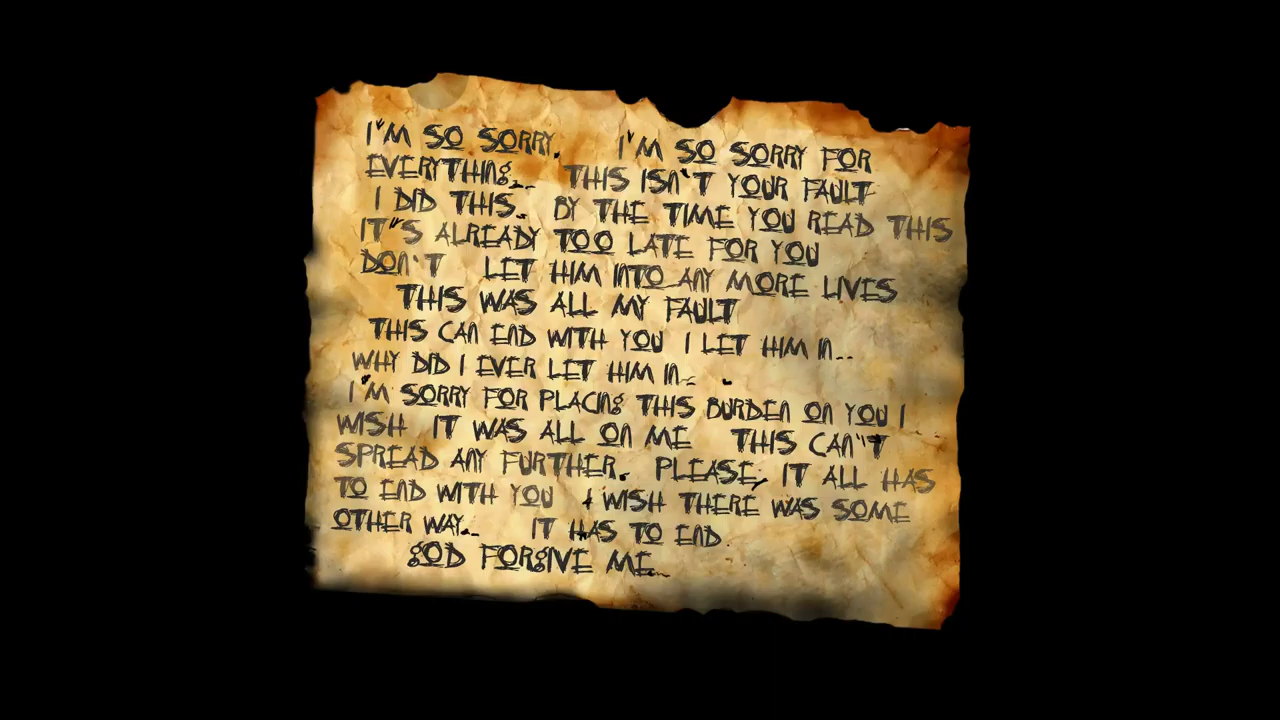 I'M SO SORRY. I'M SO SORRY FOR
EVERYTHING... THIS ISN'T YOUR FAULT
I DID THIS. BY THE TIME YOU READ THIS
IT"S ALREADY TOO LATE FOR YOU
DON'T LET HIM INTO ANY MORE LIVES
THIS WAS ALL MY FAULT
THIS CAN END WITH YOU I LET HIM IN...
WHY DID I EVER LET HIM IN...
I'M SORRY FOR PLACING THIS BURDEN ON YOU I
WISH IT WAS ALL ON ME THIS CAN'T
SPREAD ANY FURTHER. PLEASE, IT ALL HAS
TO END WITH YOU I WISH THERE WAS SOME
OTHER WAY... IT HAS TO END.
GOD FORGIVE ME...